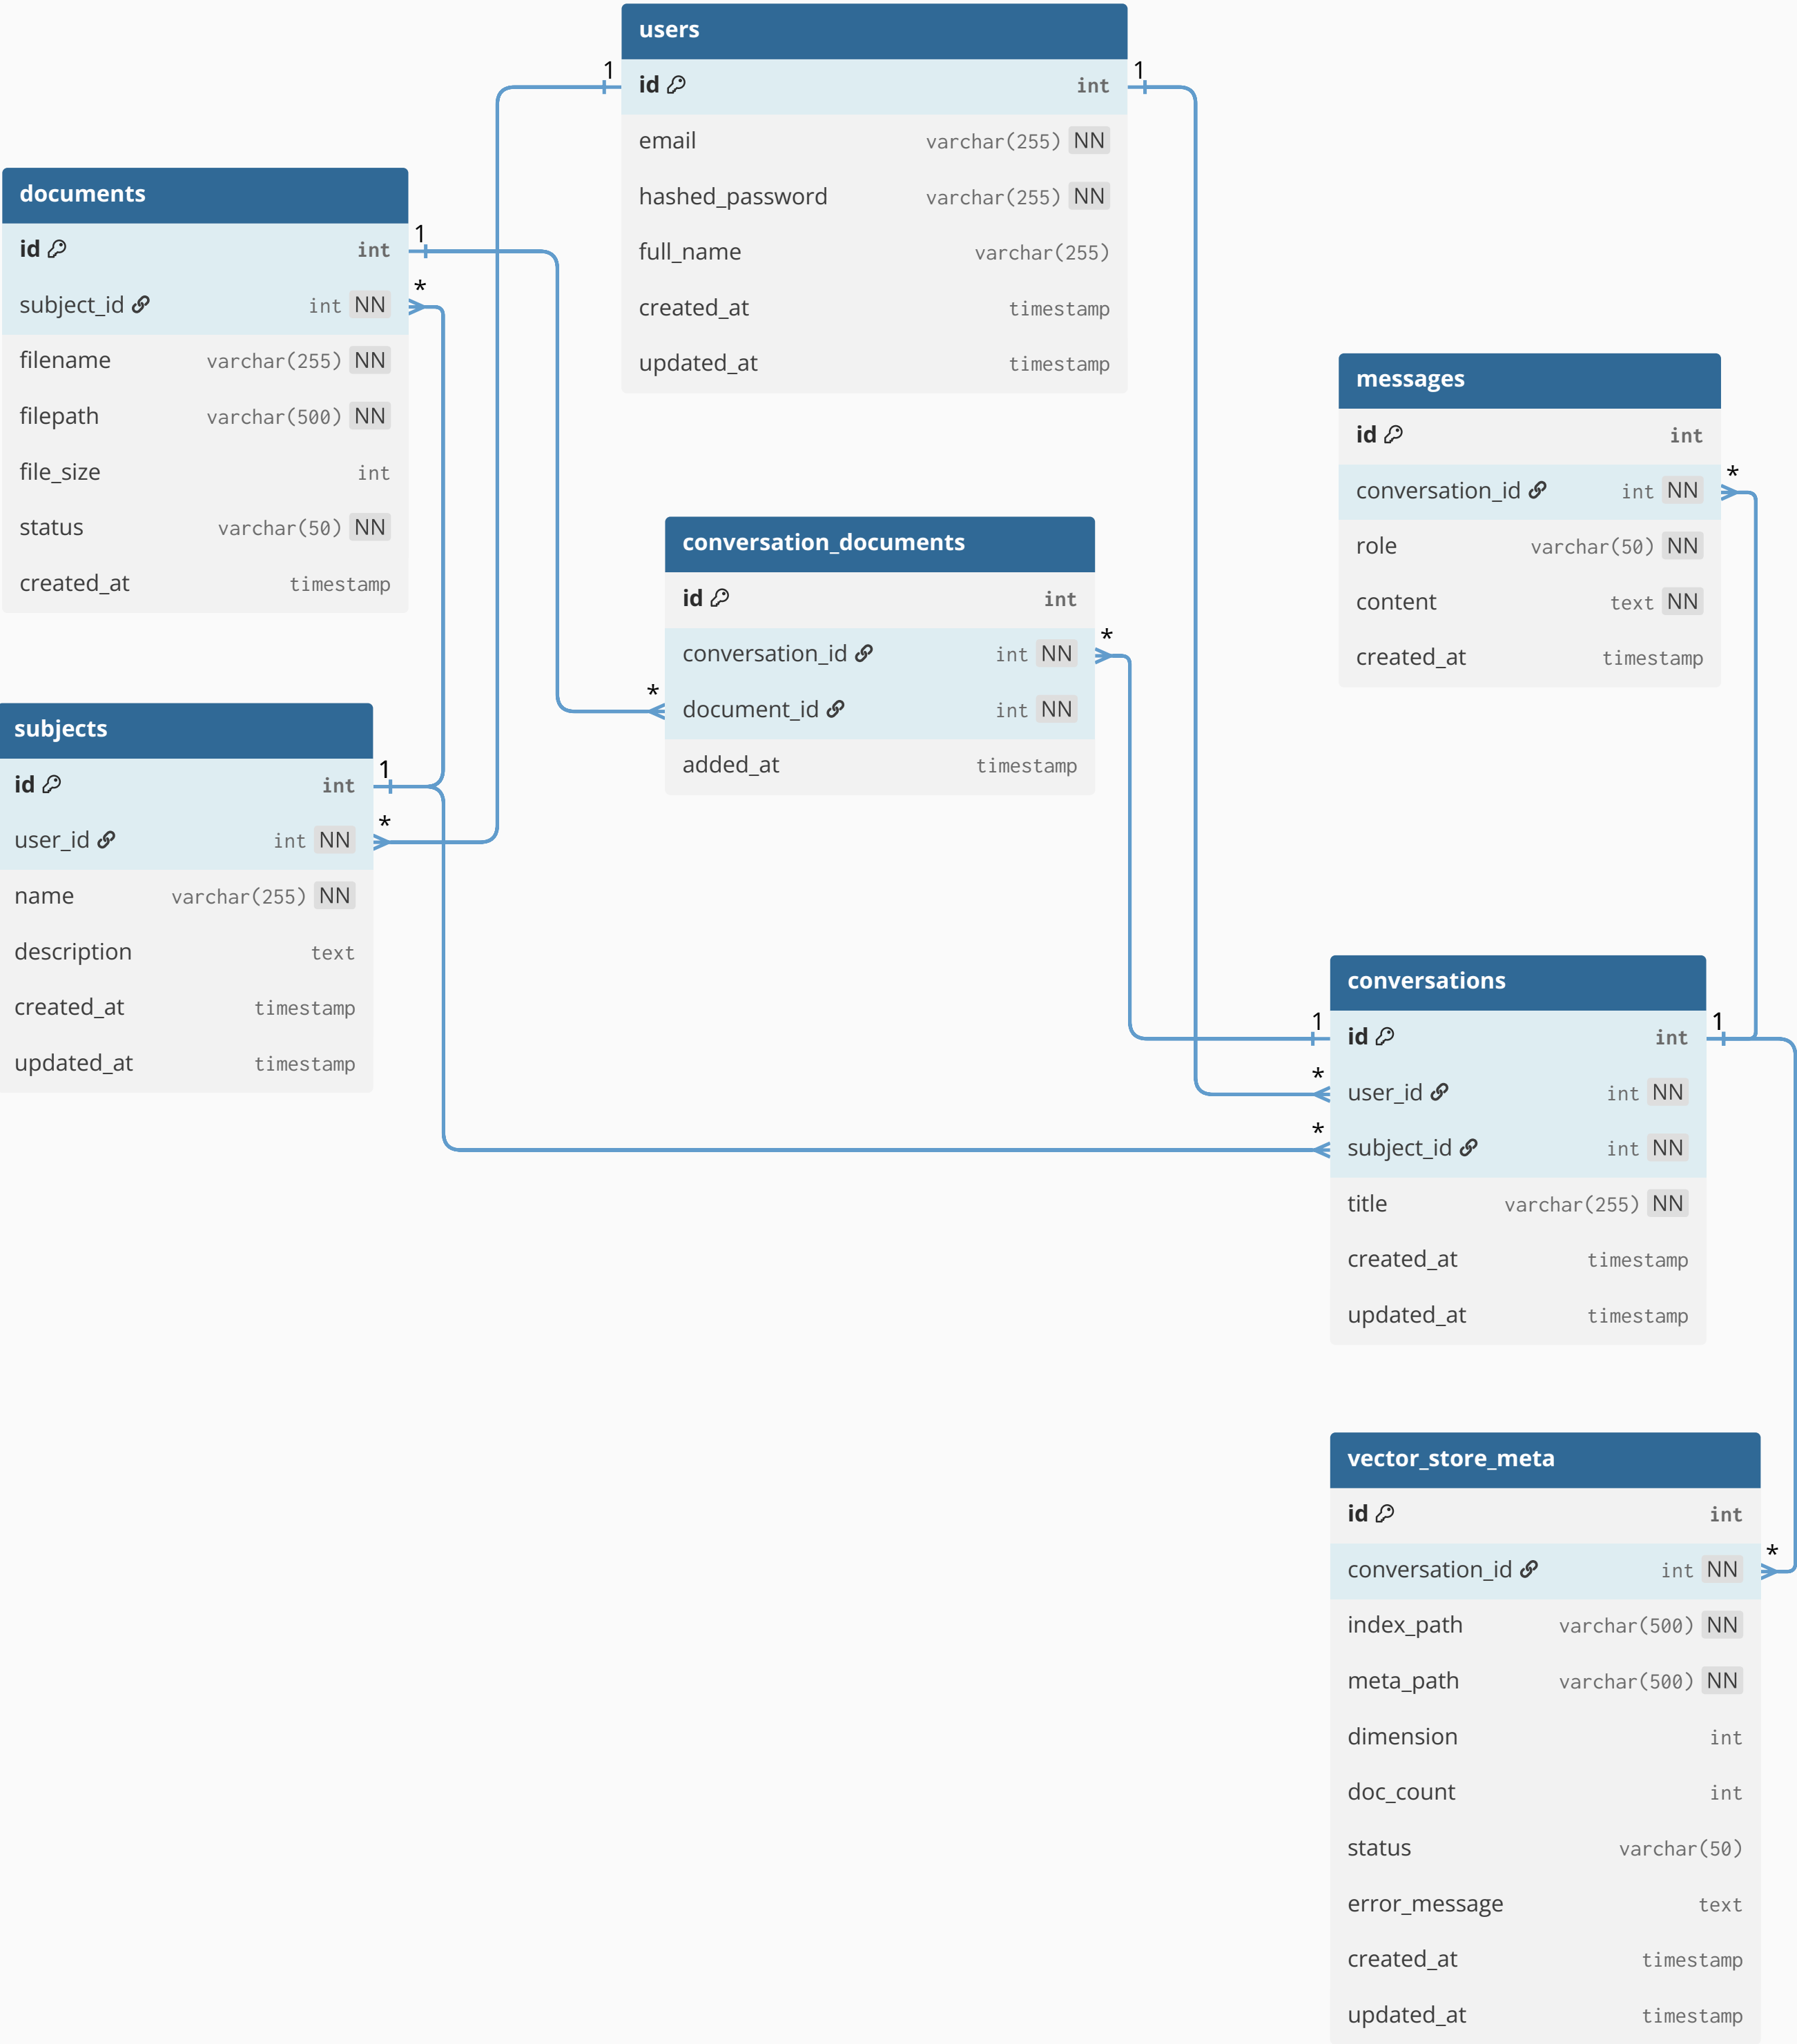 users
1
1
id int
email varchar(255) NN
hashed_password varchar(255) NN
full_name varchar(255)
created_at timestamp
updated_at timestamp
documents
1
id int
*
subject_id int NN
filename varchar(255) NN
filepath varchar(500) NN
file_size int
status varchar(50) NN
created_at timestamp
messages
id int
*
conversation_id int NN
role varchar(50) NN
content text NN
created_at timestamp
conversation_documents
id int
*
conversation_id int NN
*
document_id int NN
added_at timestamp
subjects
1
id int
*
user_id int NN
name varchar(255) NN
description text
created_at timestamp
updated_at timestamp
conversations
1
1
id int
*
user_id int NN
*
subject_id int NN
title varchar(255) NN
created_at timestamp
updated_at timestamp
vector_store_meta
id int
*
conversation_id int NN
index_path varchar(500) NN
meta_path varchar(500) NN
dimension int
doc_count int
status varchar(50)
error_message text
created_at timestamp
updated_at timestamp